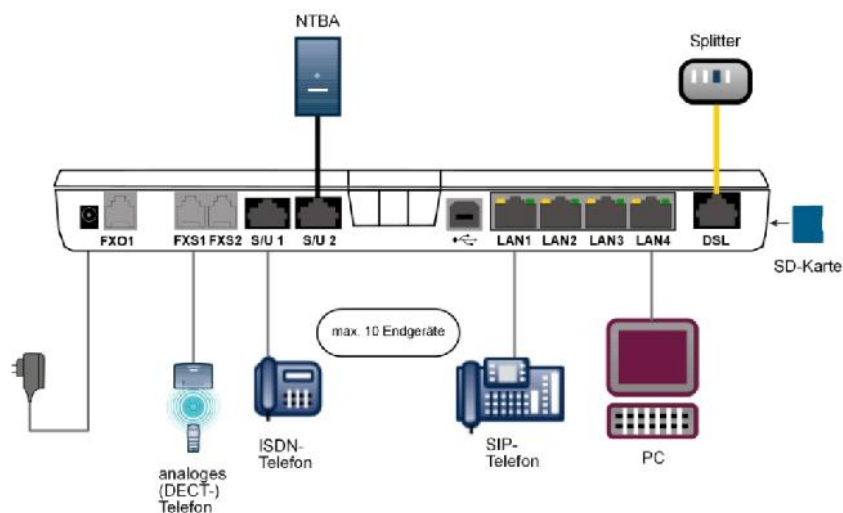 NTBA
Splitter
FXO1
FXS1 FXS2 S/U 1 S/U 2
LAN1 LAN2 LAN3 LAN4 DSL
SD-Karte
max. 10 Endgeräte
ISDN-
Telefon
SIP-
Telefon
PC
analoges
(DECT-)
Telefon